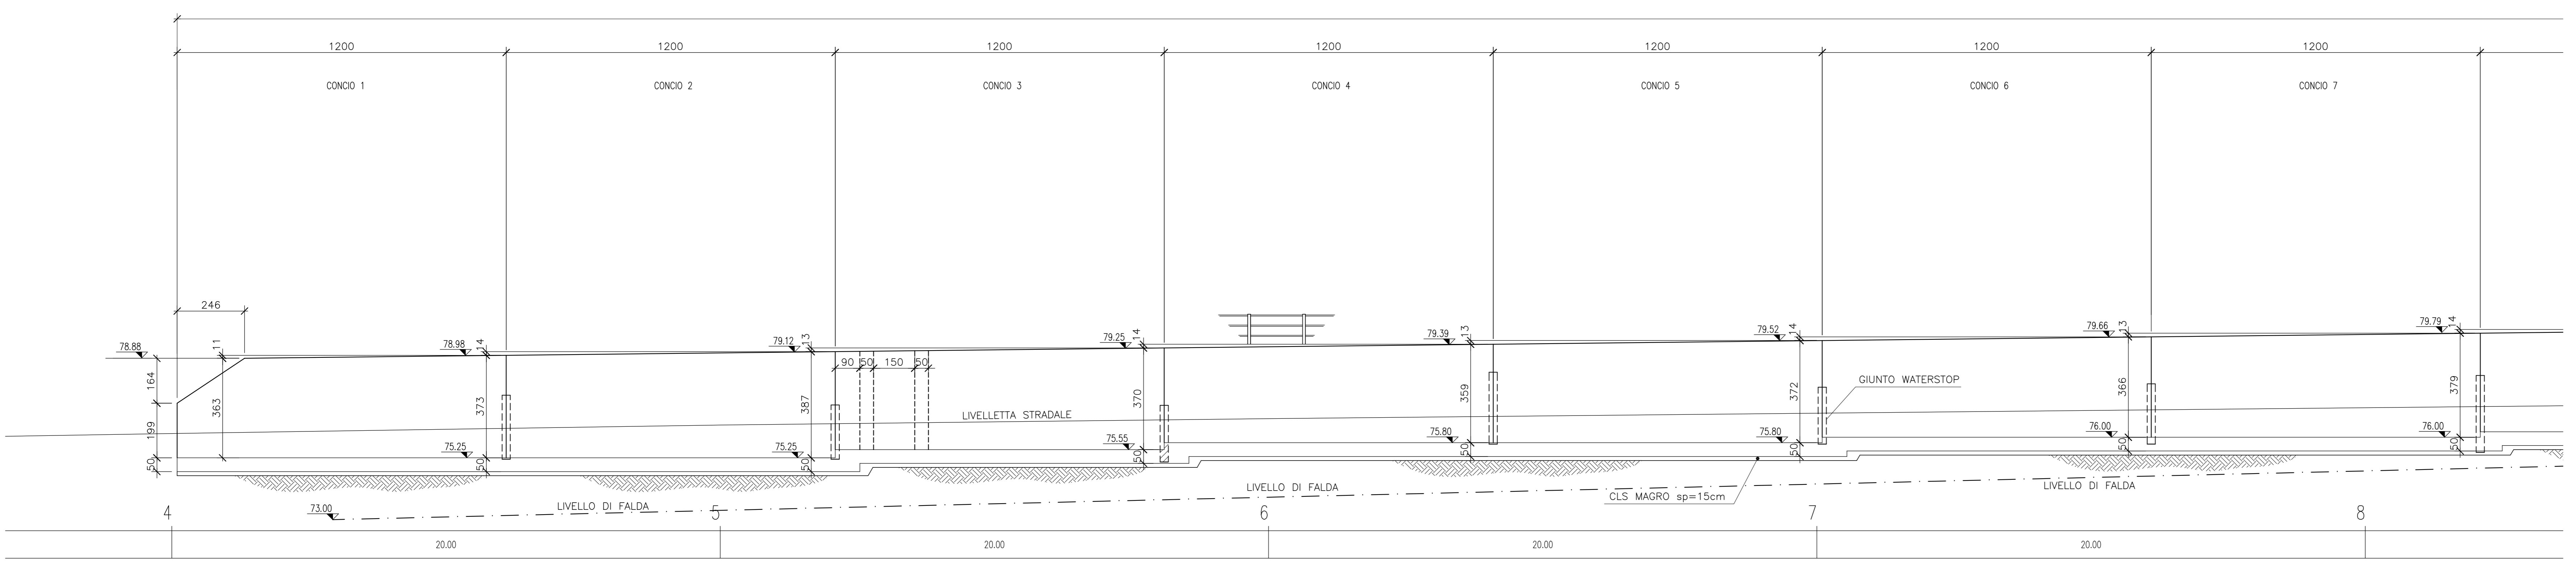 1200 1200 1200 1200 1200 1200 1200
CONCIO 1 CONCIO 2 CONCIO 3 CONCIO 4 CONCIO 5 CONCIO 6 CONCIO 7
246
78.88 11 78.98 14 79.12 13 79.25 14 79.39 13 79.52 14 79.66 13 79.79 14
90 50 150 50
164 363 373 387 370 359 372 366 379
GIUNTO WATERSTOP
LIVELLETTA STRADALE
199
75.25 75.25 75.55 75.80 75.80 76.00 76.00
50 50 50 50 50 50 50 50
LIVELLO DI FALDA LIVELLO DI FALDA
CLS MAGRO sp=15cm
73.00 LIVELLO DI FALDA
4 5 6 7 8
20.00 20.00 20.00 20.00